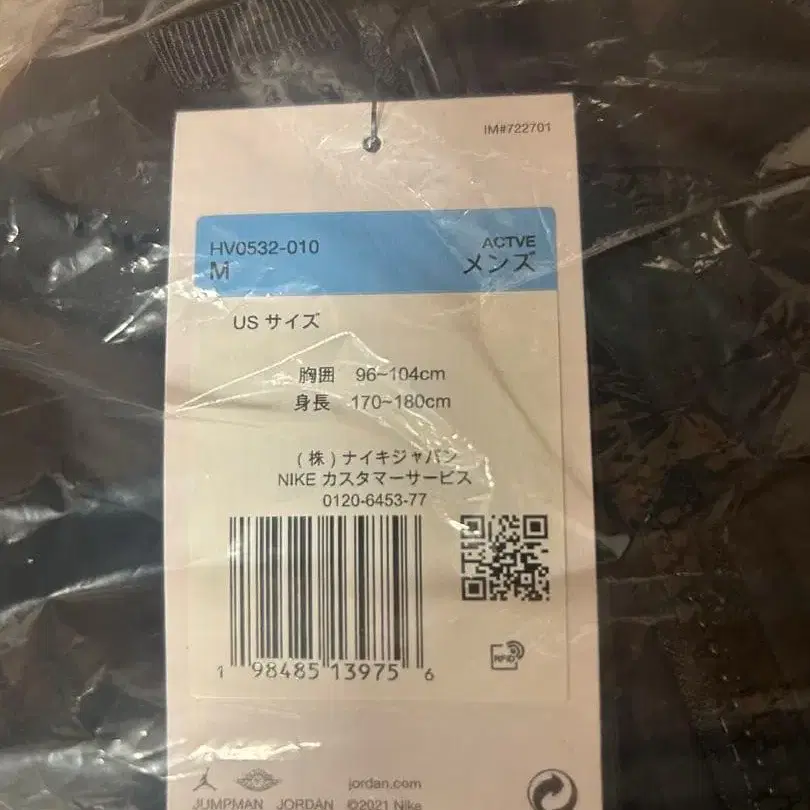 IM#722701
HV0532-010
ACTVE
M
メンズ
US サイズ
胸囲 96~104cm
身長 170~180cm
(株)ナイキジャパン
NIKE カスタマーサービス
0120-6453-77
1 98485 13975 6
RFID
jordan.com
JUMPMAN JORDAN ©2021 Nike